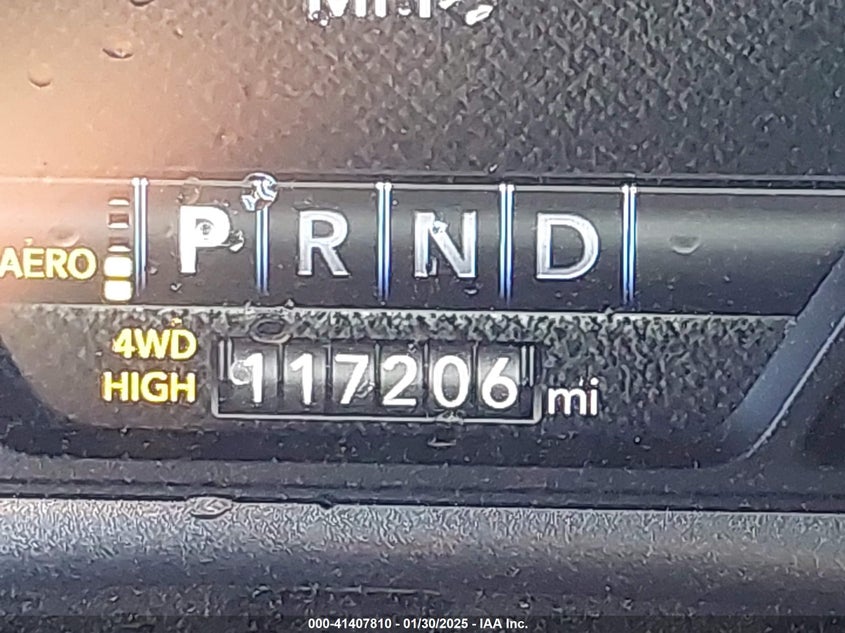 P R N D
AERO
4WD
HIGH
117206 mi
000-41407810 - 01/30/2025 - IAA Inc.